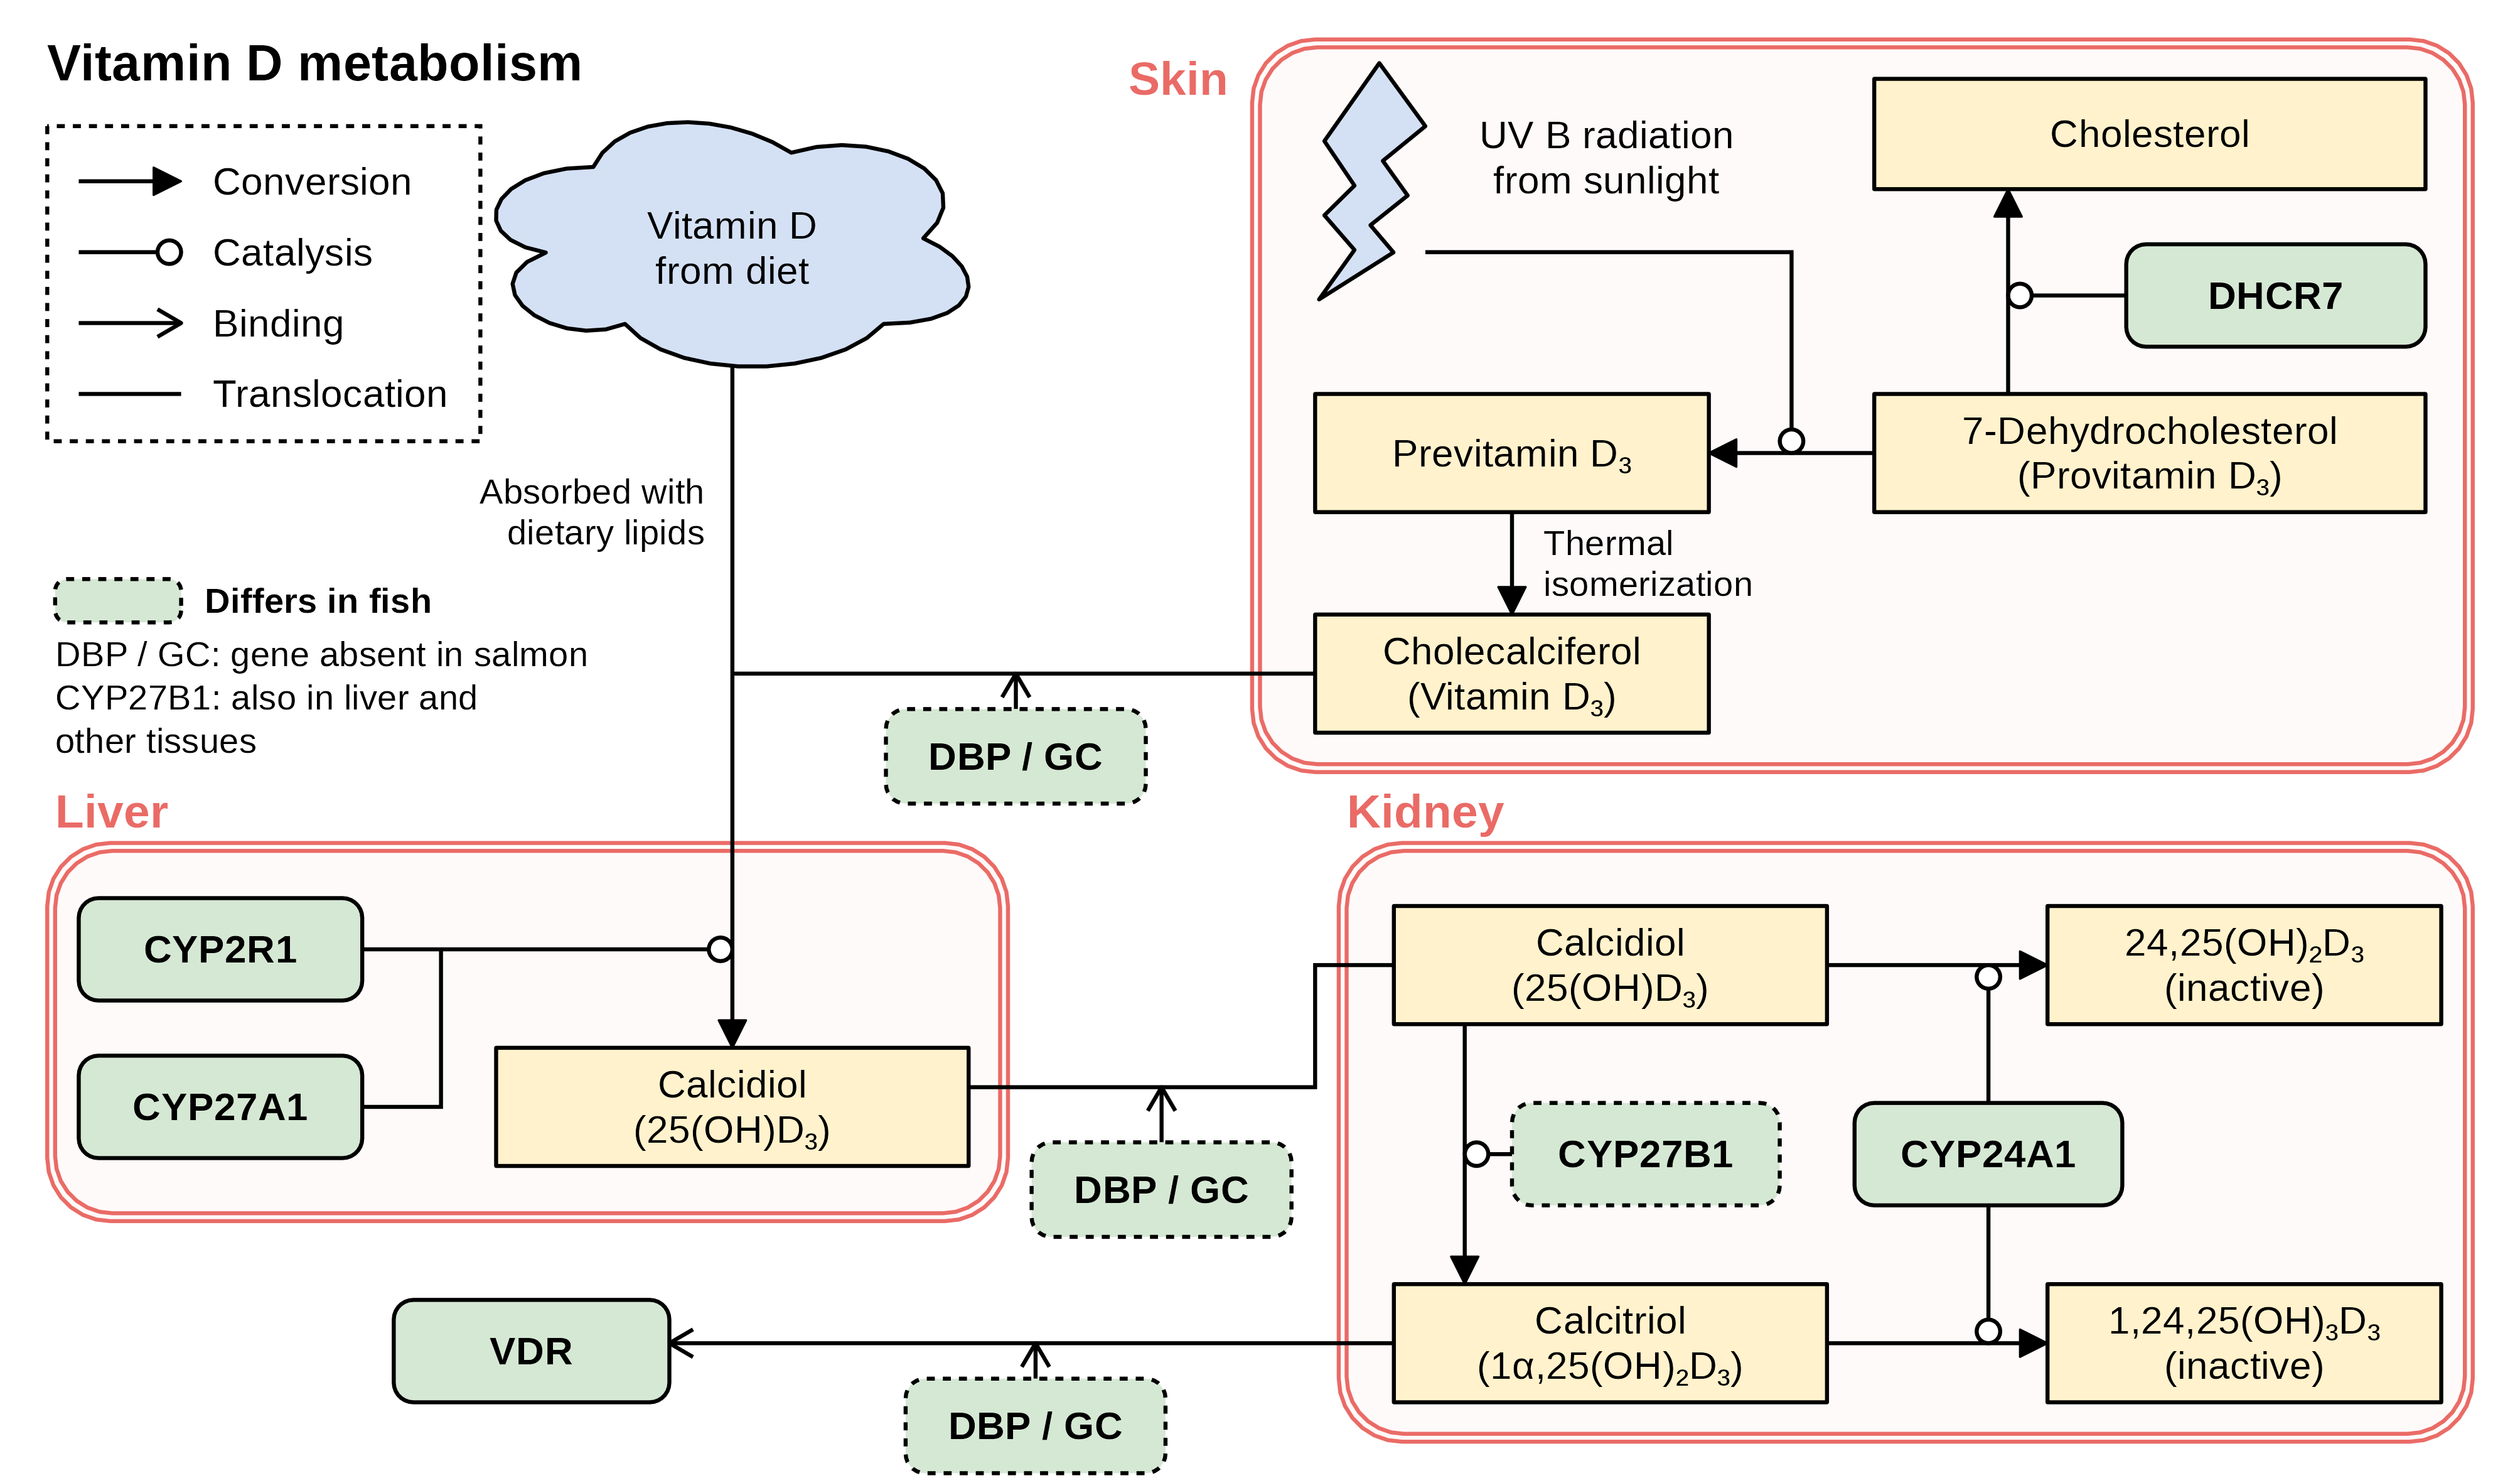 Vitamin D metabolism
Conversion
Catalysis
Binding
Translocation
Vitamin D
from diet
Absorbed with
dietary lipids
Differs in fish
DBP / GC: gene absent in salmon
CYP27B1: also in liver and
other tissues
Skin
UV B radiation
from sunlight
Cholesterol
DHCR7
Previtamin D₃
7-Dehydrocholesterol
(Provitamin D₃)
Thermal
isomerization
Cholecalciferol
(Vitamin D₃)
DBP / GC
Liver
CYP2R1
CYP27A1
Calcidiol
(25(OH)D₃)
DBP / GC
Kidney
Calcidiol
(25(OH)D₃)
24,25(OH)₂D₃
(inactive)
CYP27B1
CYP24A1
Calcitriol
(1α,25(OH)₂D₃)
1,24,25(OH)₃D₃
(inactive)
VDR
DBP / GC